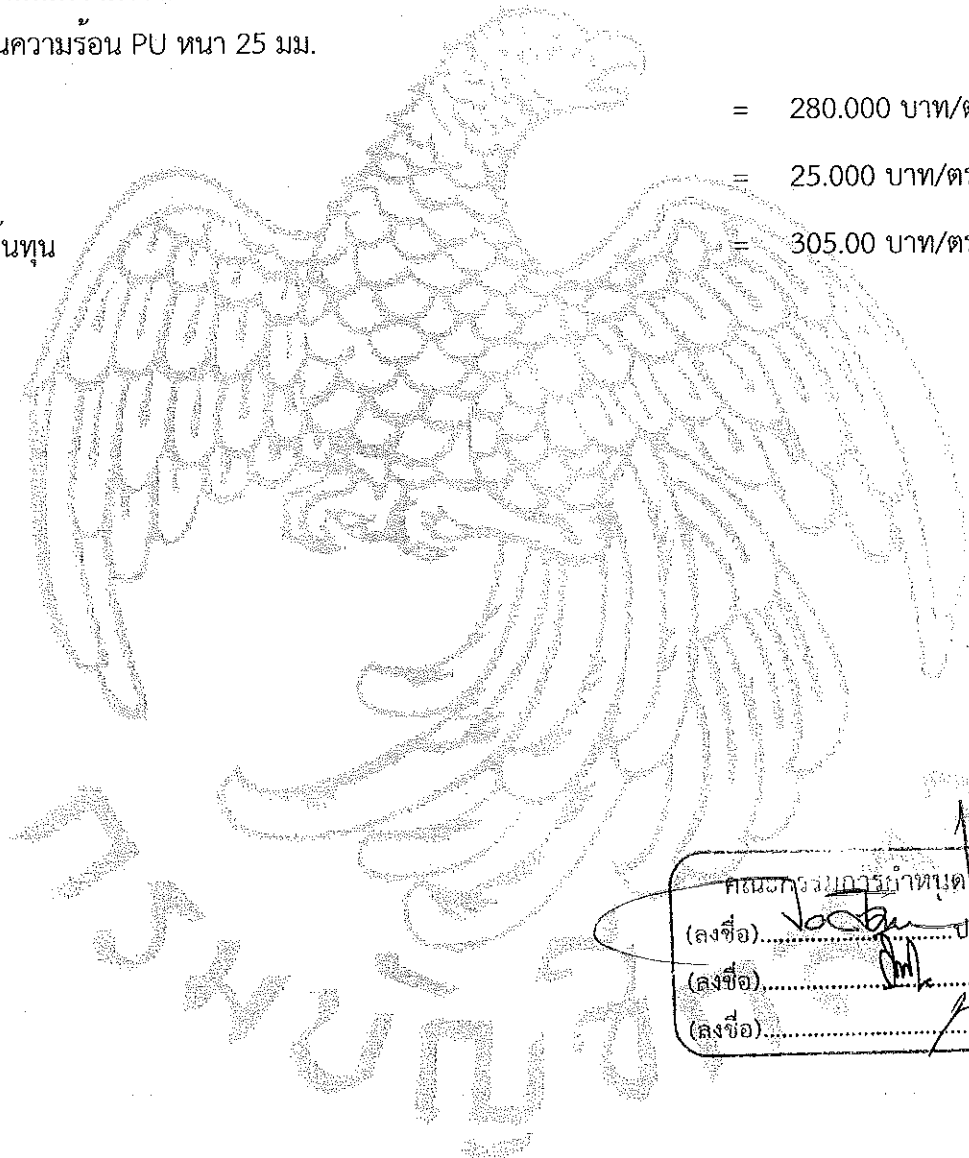 นความร้อน PU หนา 25 มม.
= 280.000 บาท/ต
= 25.000 บาท/ตร
้นทุน = 305.00 บาท/ตร
คณะกรรมการกำหนด
(ลงชื่อ)....................ป
(ลงชื่อ)....................
(ลงชื่อ)....................